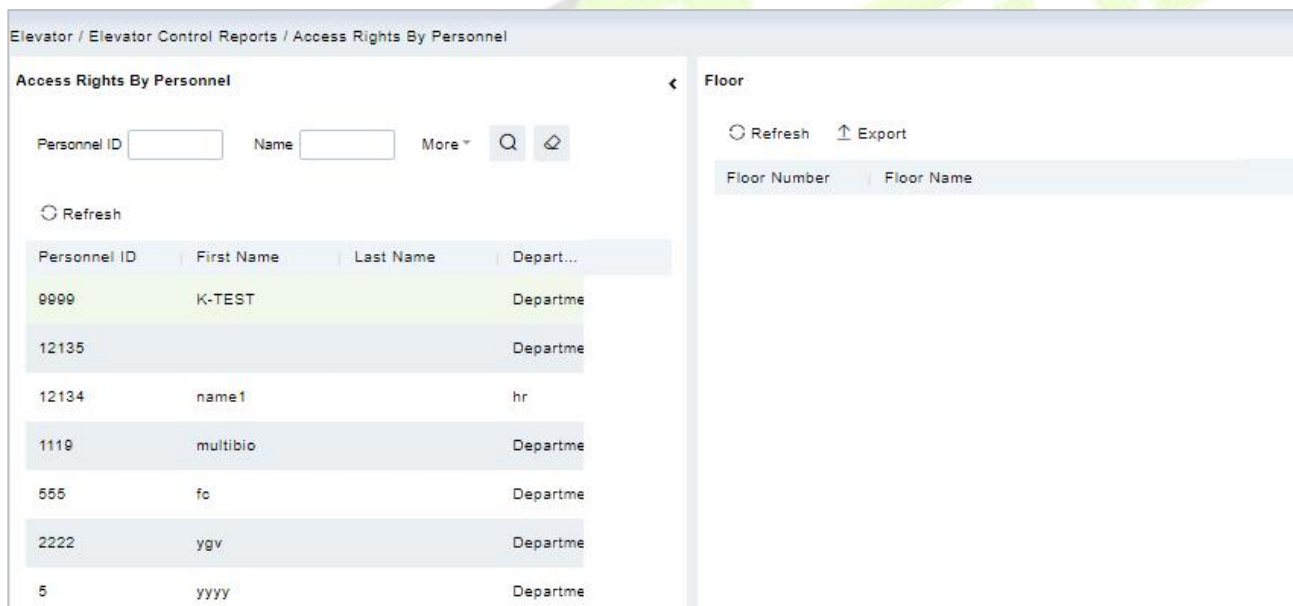 Elevator / Elevator Control Reports / Access Rights By Personnel
Access Rights By Personnel
Personnel ID Name More
Refresh
Personnel ID First Name Last Name Depart...
9999 K-TEST Departme
12135 Departme
12134 name1 hr
1119 multibio Departme
555 fc Departme
2222 ygv Departme
5 yyyy Departme
Floor
Refresh Export
Floor Number Floor Name